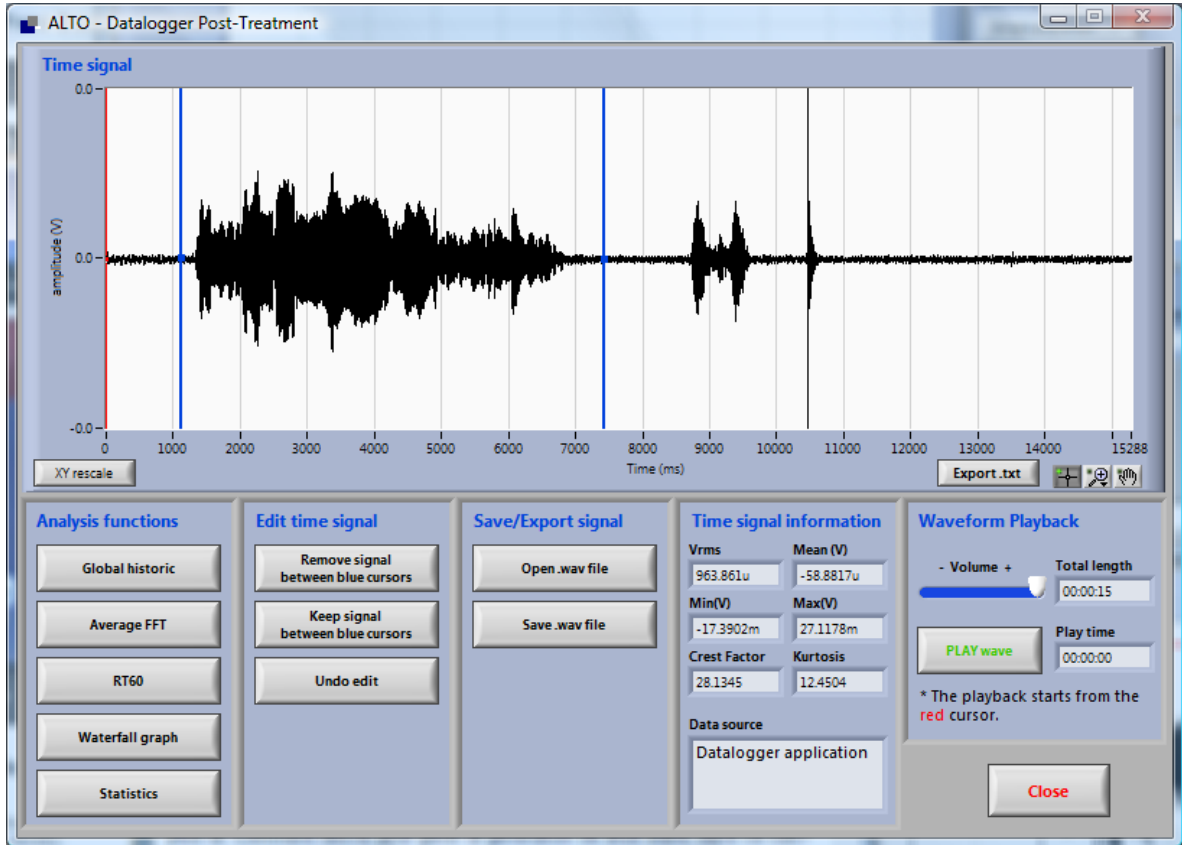 ALTO - Datalogger Post-Treatment
Time signal
0.0
amplitude (V)
0.0
-0.0
0 1000 2000 3000 4000 5000 6000 7000 8000 9000 10000 11000 12000 13000 14000 15288
Time (ms)
XY rescale
Export .txt
Analysis functions
Global historic
Average FFT
RT60
Waterfall graph
Statistics
Edit time signal
Remove signal
between blue cursors
Keep signal
between blue cursors
Undo edit
Save/Export signal
Open .wav file
Save .wav file
Time signal information
Vrms Mean (V)
963.861u -58.8817u
Min(V) Max(V)
-17.3902m 27.1178m
Crest Factor Kurtosis
28.1345 12.4504
Data source
Datalogger application
Waveform Playback
- Volume + Total length
00:00:15
PLAY wave Play time
00:00:00
* The playback starts from the
red cursor.
Close